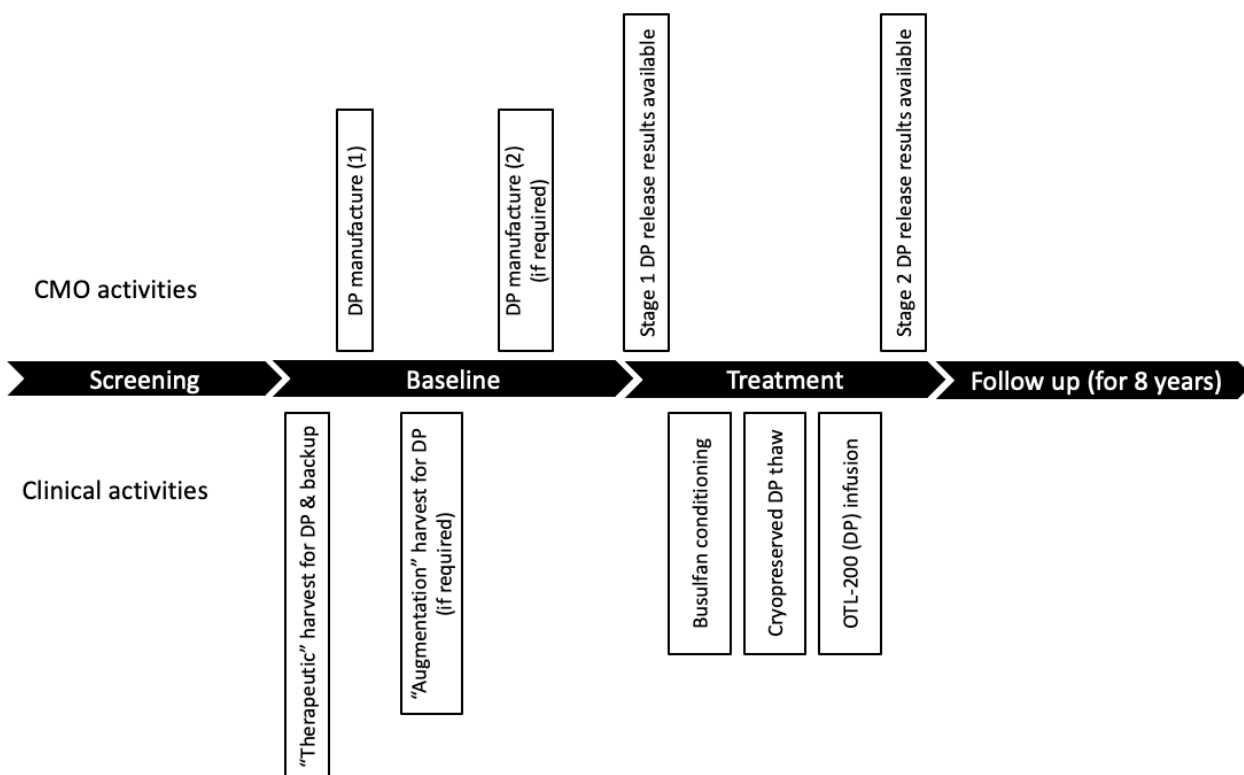 DP manufacture (1)
DP manufacture (2)
(if required)
Stage 1 DP release results available
Stage 2 DP release results available
CMO activities
Screening
Baseline
Treatment
Follow up (for 8 years)
Clinical activities
“Therapeutic” harvest for DP & backup
“Augmentation” harvest for DP
(if required)
Busulfan conditioning
Cryopreserved DP thaw
OTL-200 (DP) infusion